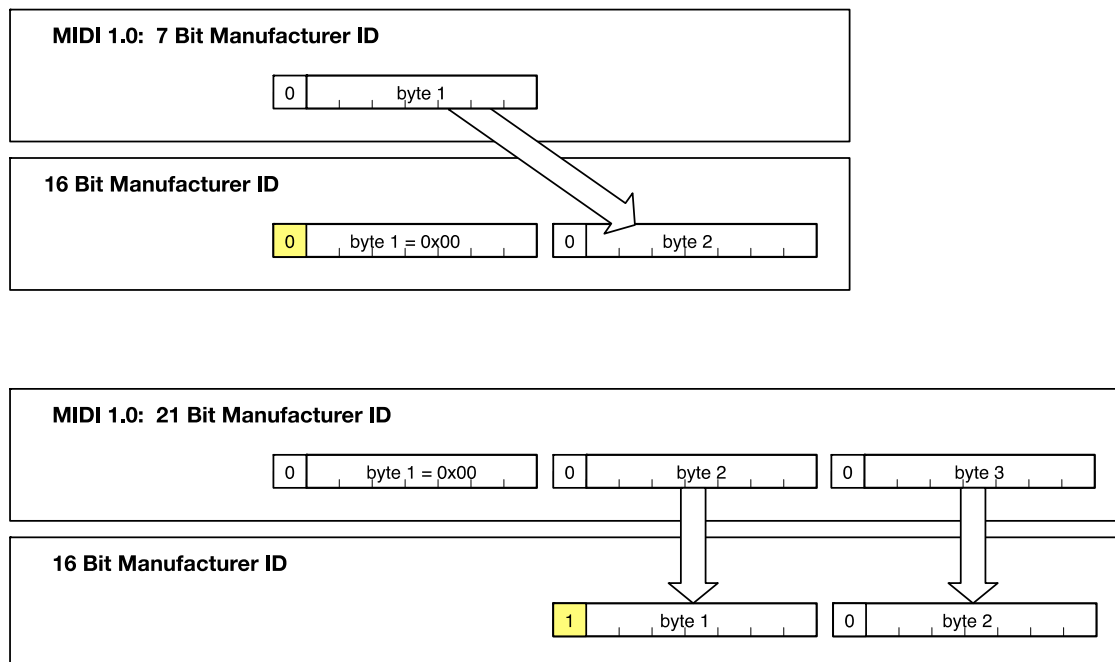 MIDI 1.0:  7 Bit Manufacturer ID
0 byte 1
16 Bit Manufacturer ID
0 byte 1 = 0x00 0 byte 2
MIDI 1.0:  21 Bit Manufacturer ID
0 byte 1 = 0x00 0 byte 2 0 byte 3
16 Bit Manufacturer ID
1 byte 1 0 byte 2